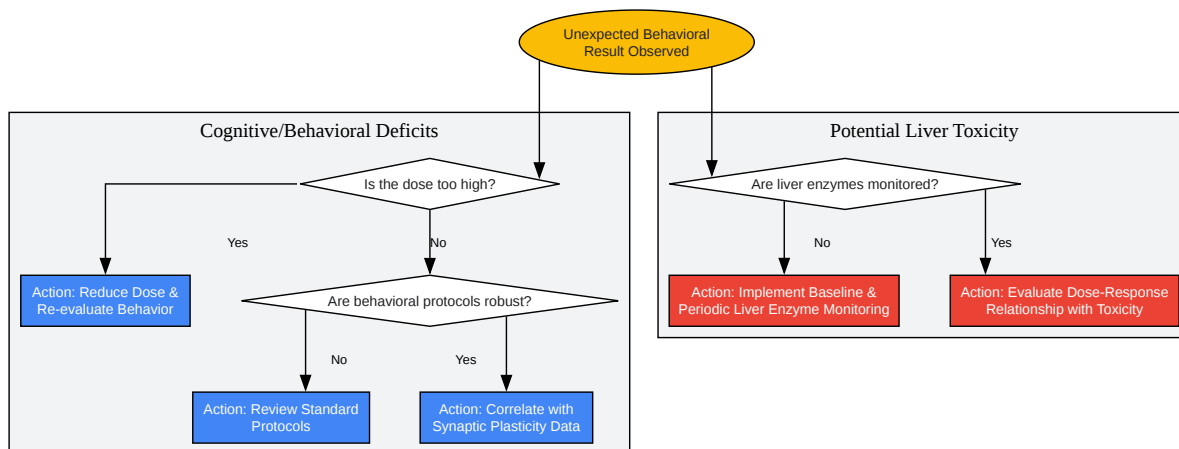 Unexpected Behavioral
Result Observed
Cognitive/Behavioral Deficits
Potential Liver Toxicity
Is the dose too high?
Are liver enzymes monitored?
Yes
No
No
Yes
Action: Reduce Dose &
Re-evaluate Behavior
Are behavioral protocols robust?
Action: Implement Baseline &
Periodic Liver Enzyme Monitoring
Action: Evaluate Dose-Response
Relationship with Toxicity
No
Yes
Action: Review Standard
Protocols
Action: Correlate with
Synaptic Plasticity Data